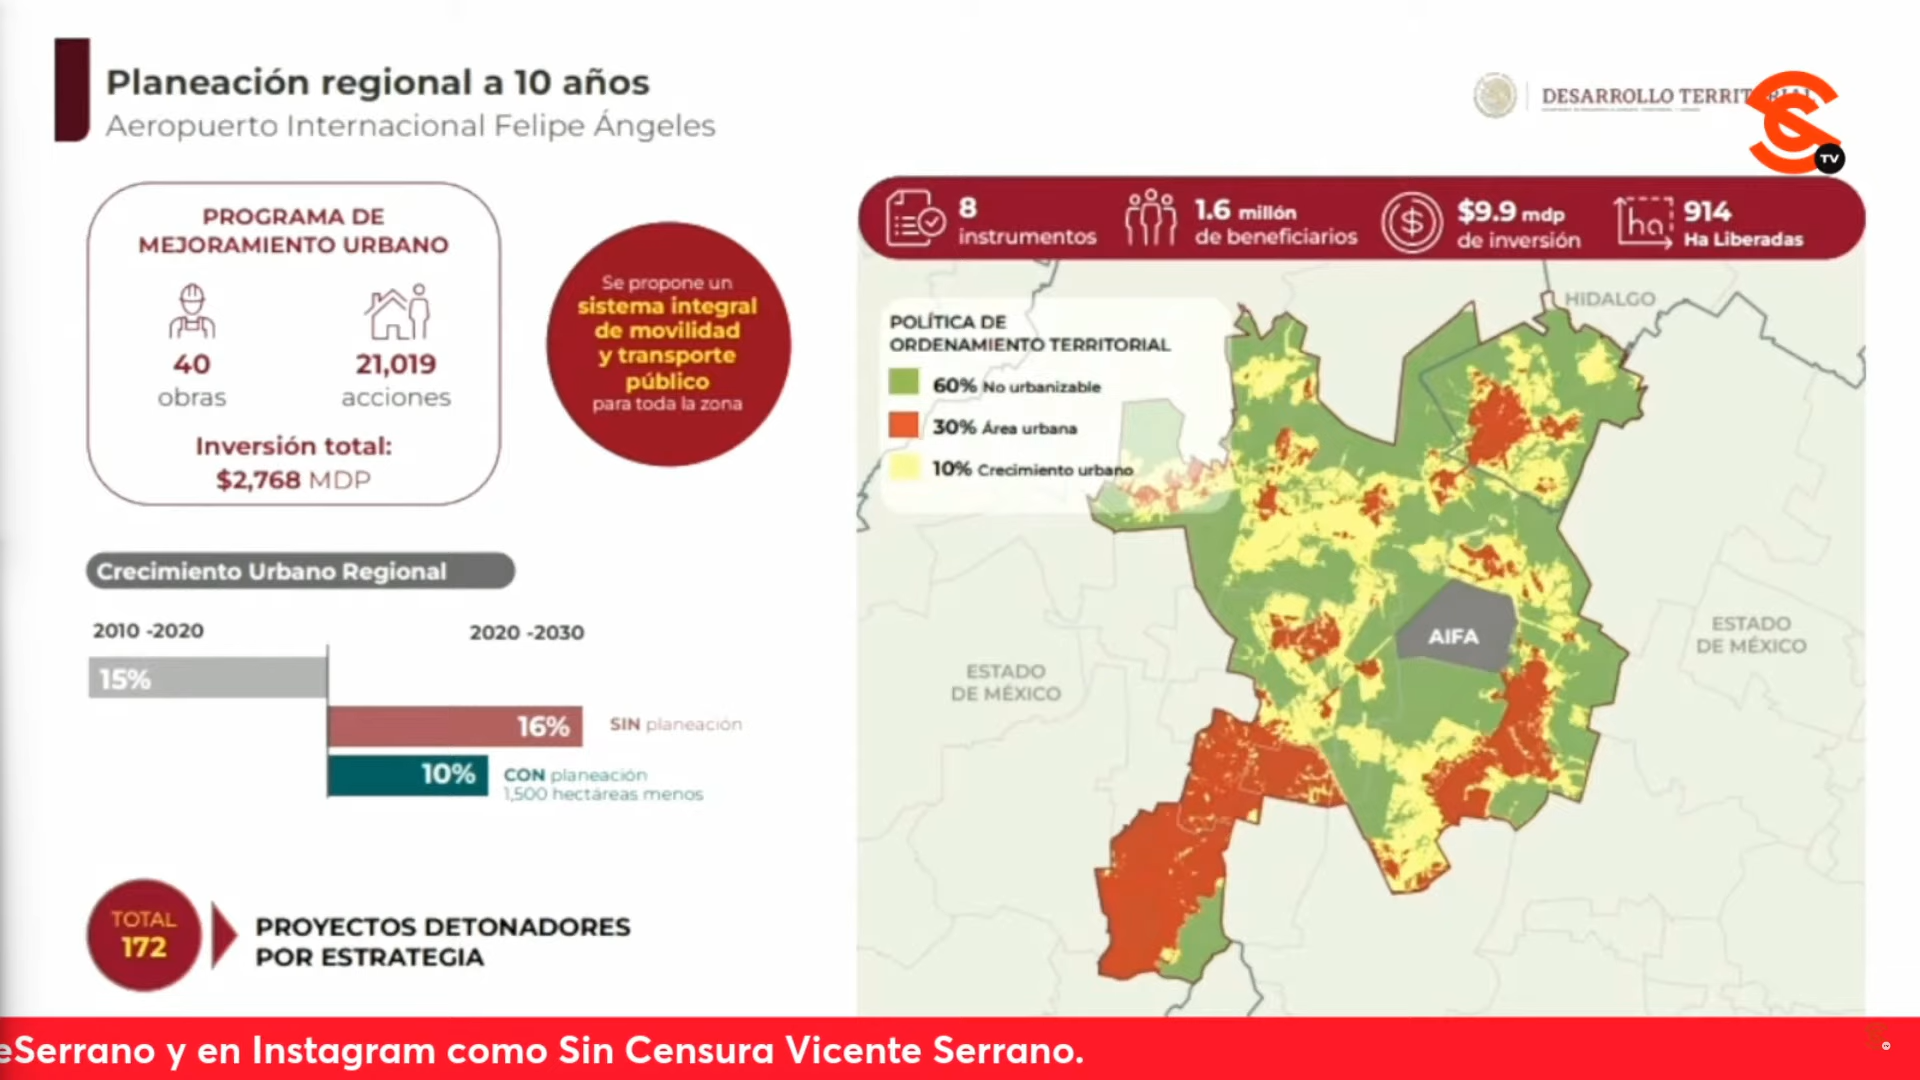 Planeación regional a 10 años
Aeropuerto Internacional Felipe Ángeles
DESARROLLO TERRITORIAL
TV
PROGRAMA DE
MEJORAMIENTO URBANO
40
obras
21,019
acciones
Inversión total:
$2,768 MDP
Se propone un
sistema integral
de movilidad
y transporte
público
para toda la zona
8
instrumentos
1.6 millón
de beneficiarios
$9.9 mdp
de inversión
ha
914
Ha Liberadas
POLÍTICA DE
ORDENAMIENTO TERRITORIAL
60% No urbanizable
30% Área urbana
10% Crecimiento urbano
HIDALGO
AIFA
ESTADO
DE MÉXICO
ESTADO
DE MÉXICO
Crecimiento Urbano Regional
2010 -2020
2020 -2030
15%
16%
SIN planeación
10%
CON planeación
1,500 hectáreas menos
TOTAL
172
PROYECTOS DETONADORES
POR ESTRATEGIA
eSerrano y en Instagram como Sin Censura Vicente Serrano.